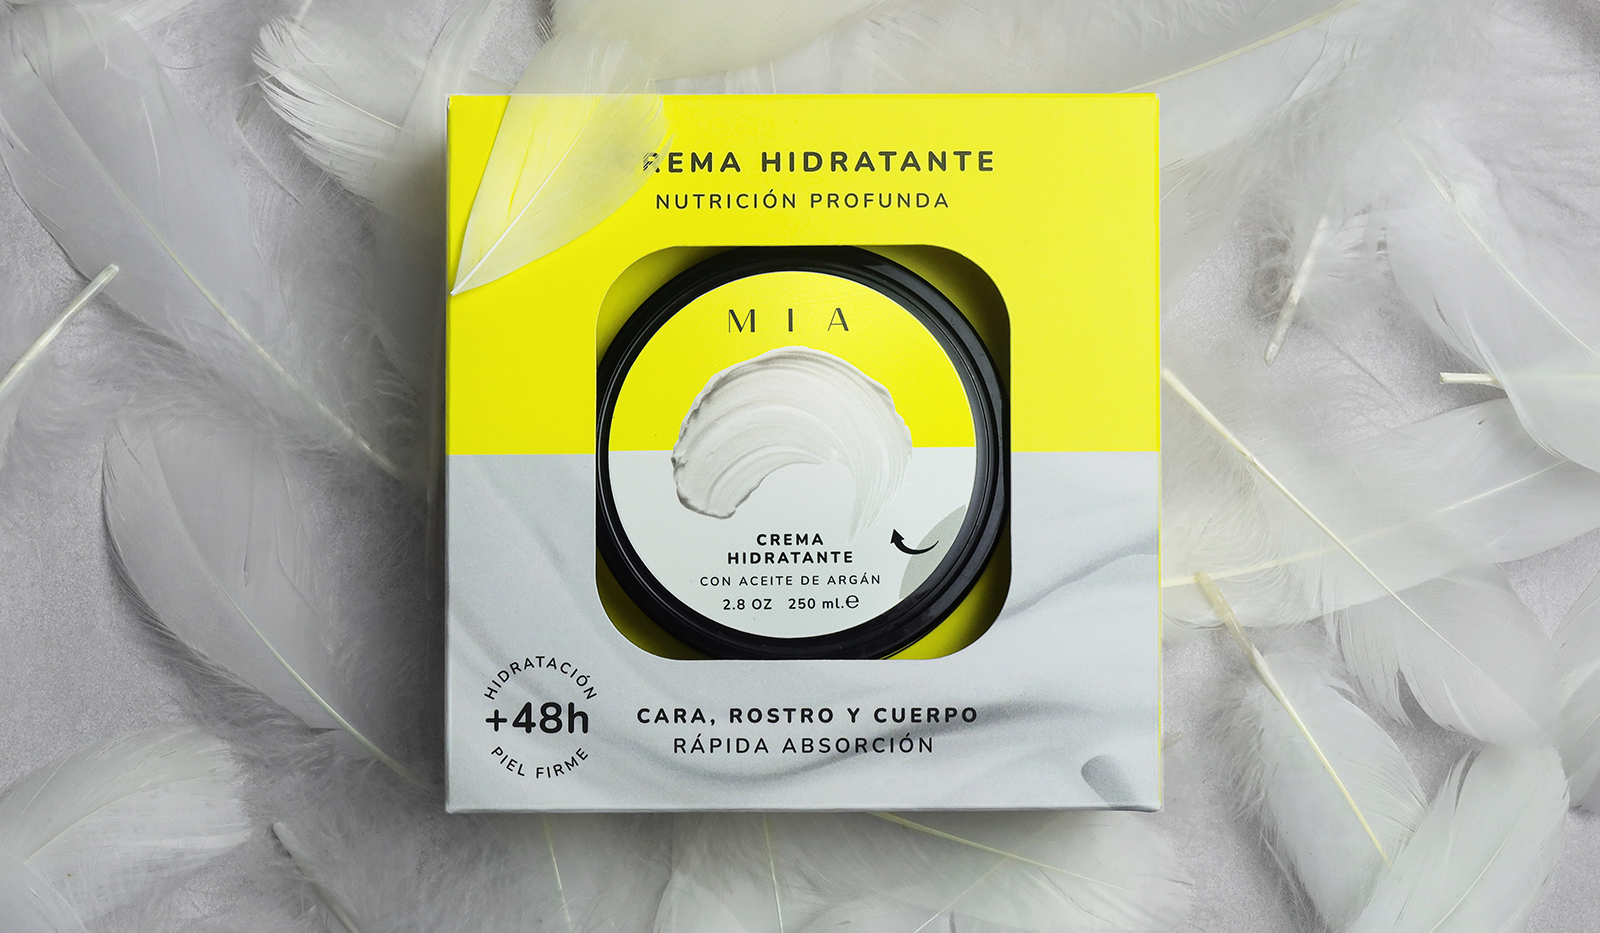 REMA HIDRATANTE
NUTRICIÓN PROFUNDA
MIA
CREMA
HIDRATANTE
CON ACEITE DE ARGÁN
2.8 OZ 250 ml.℮
HIDRATACIÓN
+48h
PIEL FIRME
CARA, ROSTRO Y CUERPO
RÁPIDA ABSORCIÓN